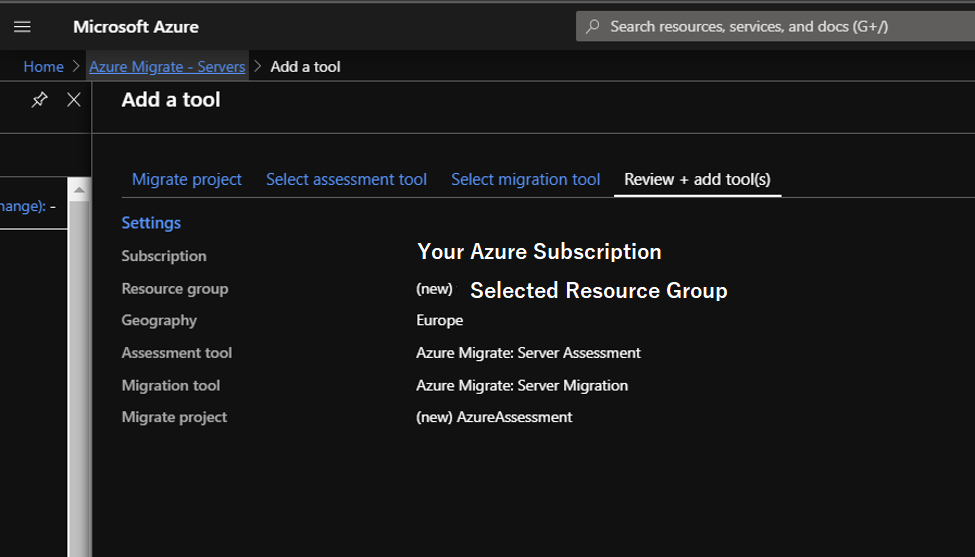 Microsoft Azure
Search resources, services, and docs (G+/)
Home > Azure Migrate - Servers > Add a tool
Add a tool
Migrate project Select assessment tool Select migration tool Review + add tool(s)
hange): -
Settings
Subscription Your Azure Subscription
Resource group (new) Selected Resource Group
Geography Europe
Assessment tool Azure Migrate: Server Assessment
Migration tool Azure Migrate: Server Migration
Migrate project (new) AzureAssessment